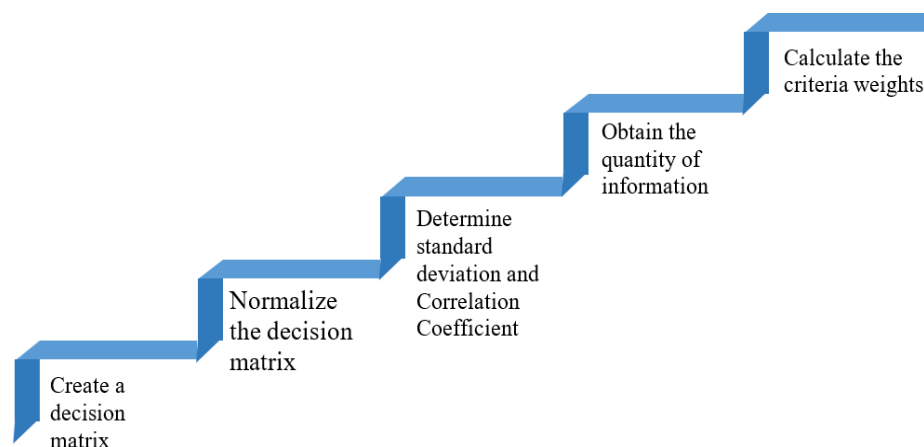 Create a
decision
matrix
Normalize
the decision
matrix
Determine
standard
deviation and
Correlation
Coefficient
Obtain the
quantity of
information
Calculate the
criteria weights